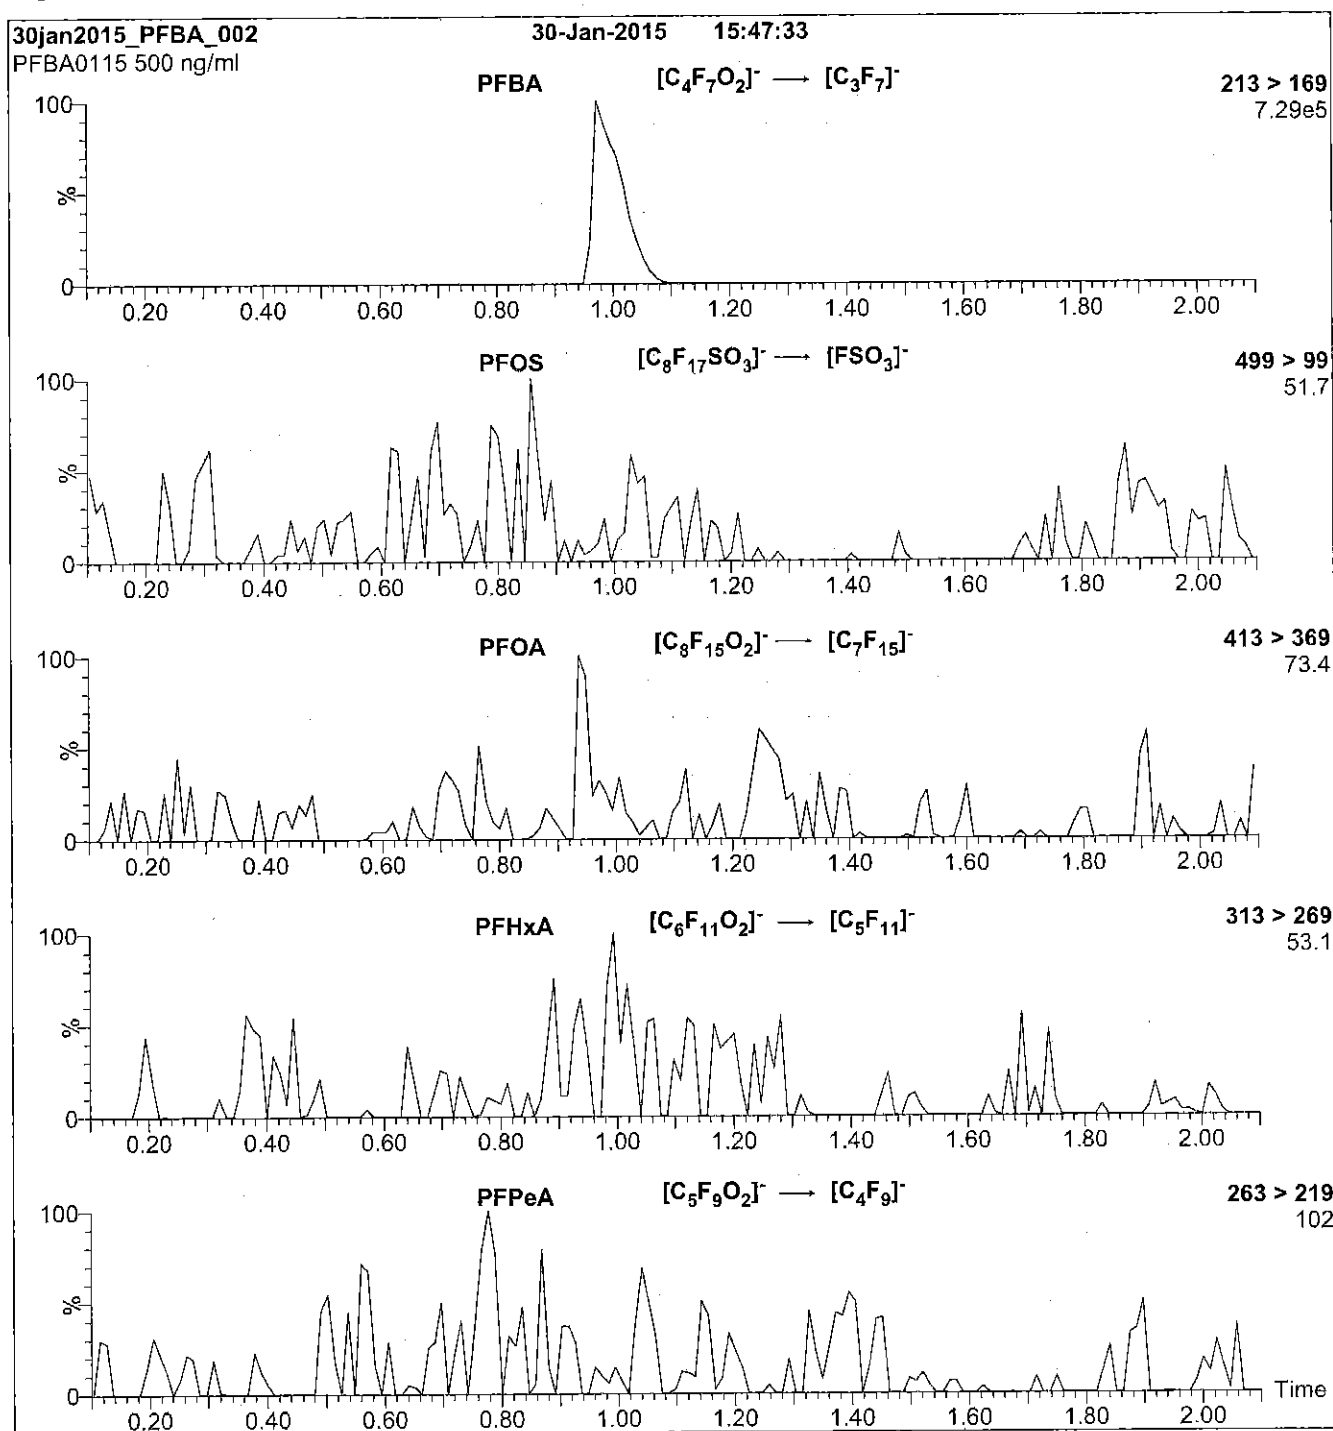 30jan2015_PFBA_002 30-Jan-2015 15:47:33
PFBA0115 500 ng/ml
PFBA [C₄F₇O₂]⁻ → [C₃F₇]⁻ 213 > 169
7.29e5
100
%
0
0.20 0.40 0.60 0.80 1.00 1.20 1.40 1.60 1.80 2.00
PFOS [C₈F₁₇SO₃]⁻ → [FSO₃]⁻ 499 > 99
51.7
100
%
0
0.20 0.40 0.60 0.80 1.00 1.20 1.40 1.60 1.80 2.00
PFOA [C₈F₁₅O₂]⁻ → [C₇F₁₅]⁻ 413 > 369
73.4
100
%
0
0.20 0.40 0.60 0.80 1.00 1.20 1.40 1.60 1.80 2.00
PFHxA [C₆F₁₁O₂]⁻ → [C₅F₁₁]⁻ 313 > 269
53.1
100
%
0
0.20 0.40 0.60 0.80 1.00 1.20 1.40 1.60 1.80 2.00
PFPeA [C₅F₉O₂]⁻ → [C₄F₉]⁻ 263 > 219
102
100
%
0
Time
0.20 0.40 0.60 0.80 1.00 1.20 1.40 1.60 1.80 2.00